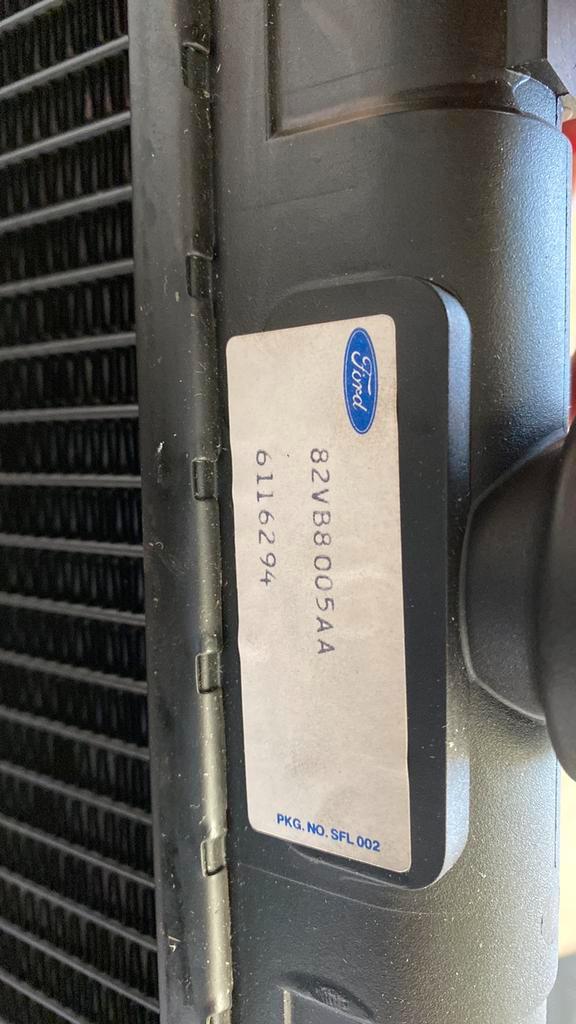 Ford
82VB8005AA
6116294
PKG. NO. SFL 002